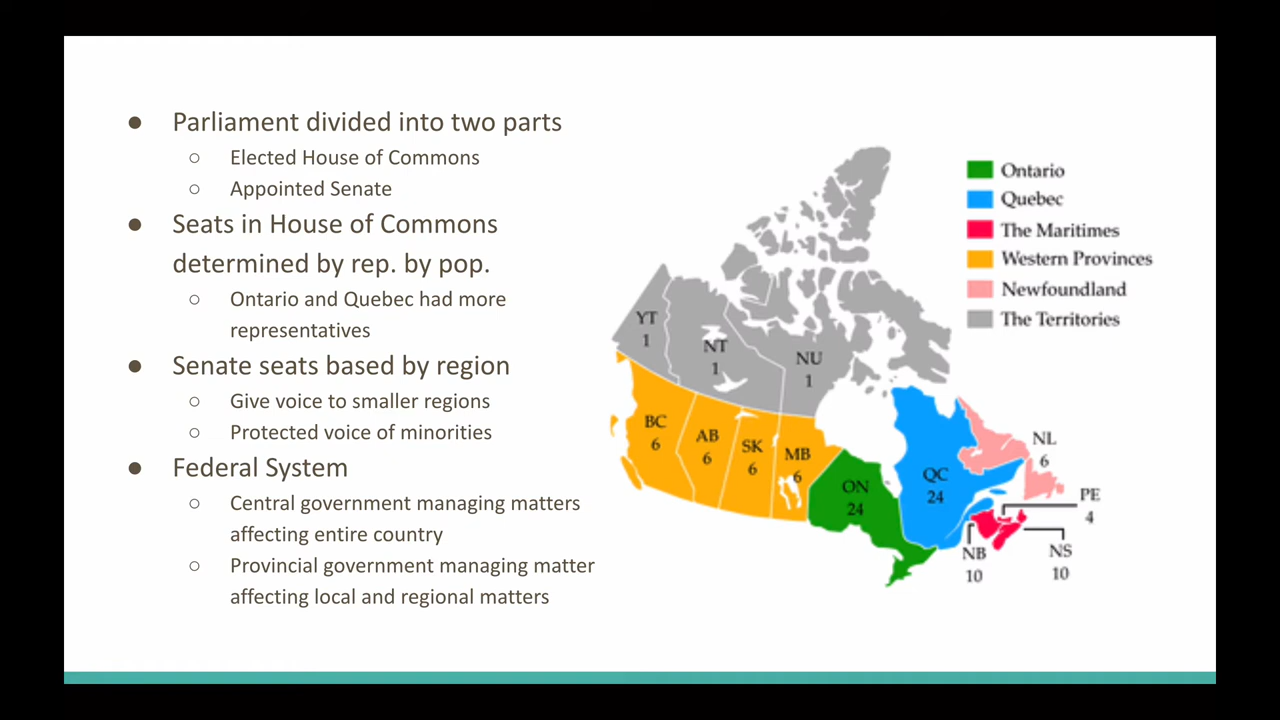 ● Parliament divided into two parts
○ Elected House of Commons
○ Appointed Senate
● Seats in House of Commons
determined by rep. by pop.
○ Ontario and Quebec had more
representatives
● Senate seats based by region
○ Give voice to smaller regions
○ Protected voice of minorities
● Federal System
○ Central government managing matters
affecting entire country
○ Provincial government managing matter
affecting local and regional matters
Ontario
Quebec
The Maritimes
Western Provinces
Newfoundland
The Territories
YT
1
NT
1
NU
1
BC
6
AB
6
SK
6
MB
6
ON
24
QC
24
NL
6
PE
4
NB
10
NS
10